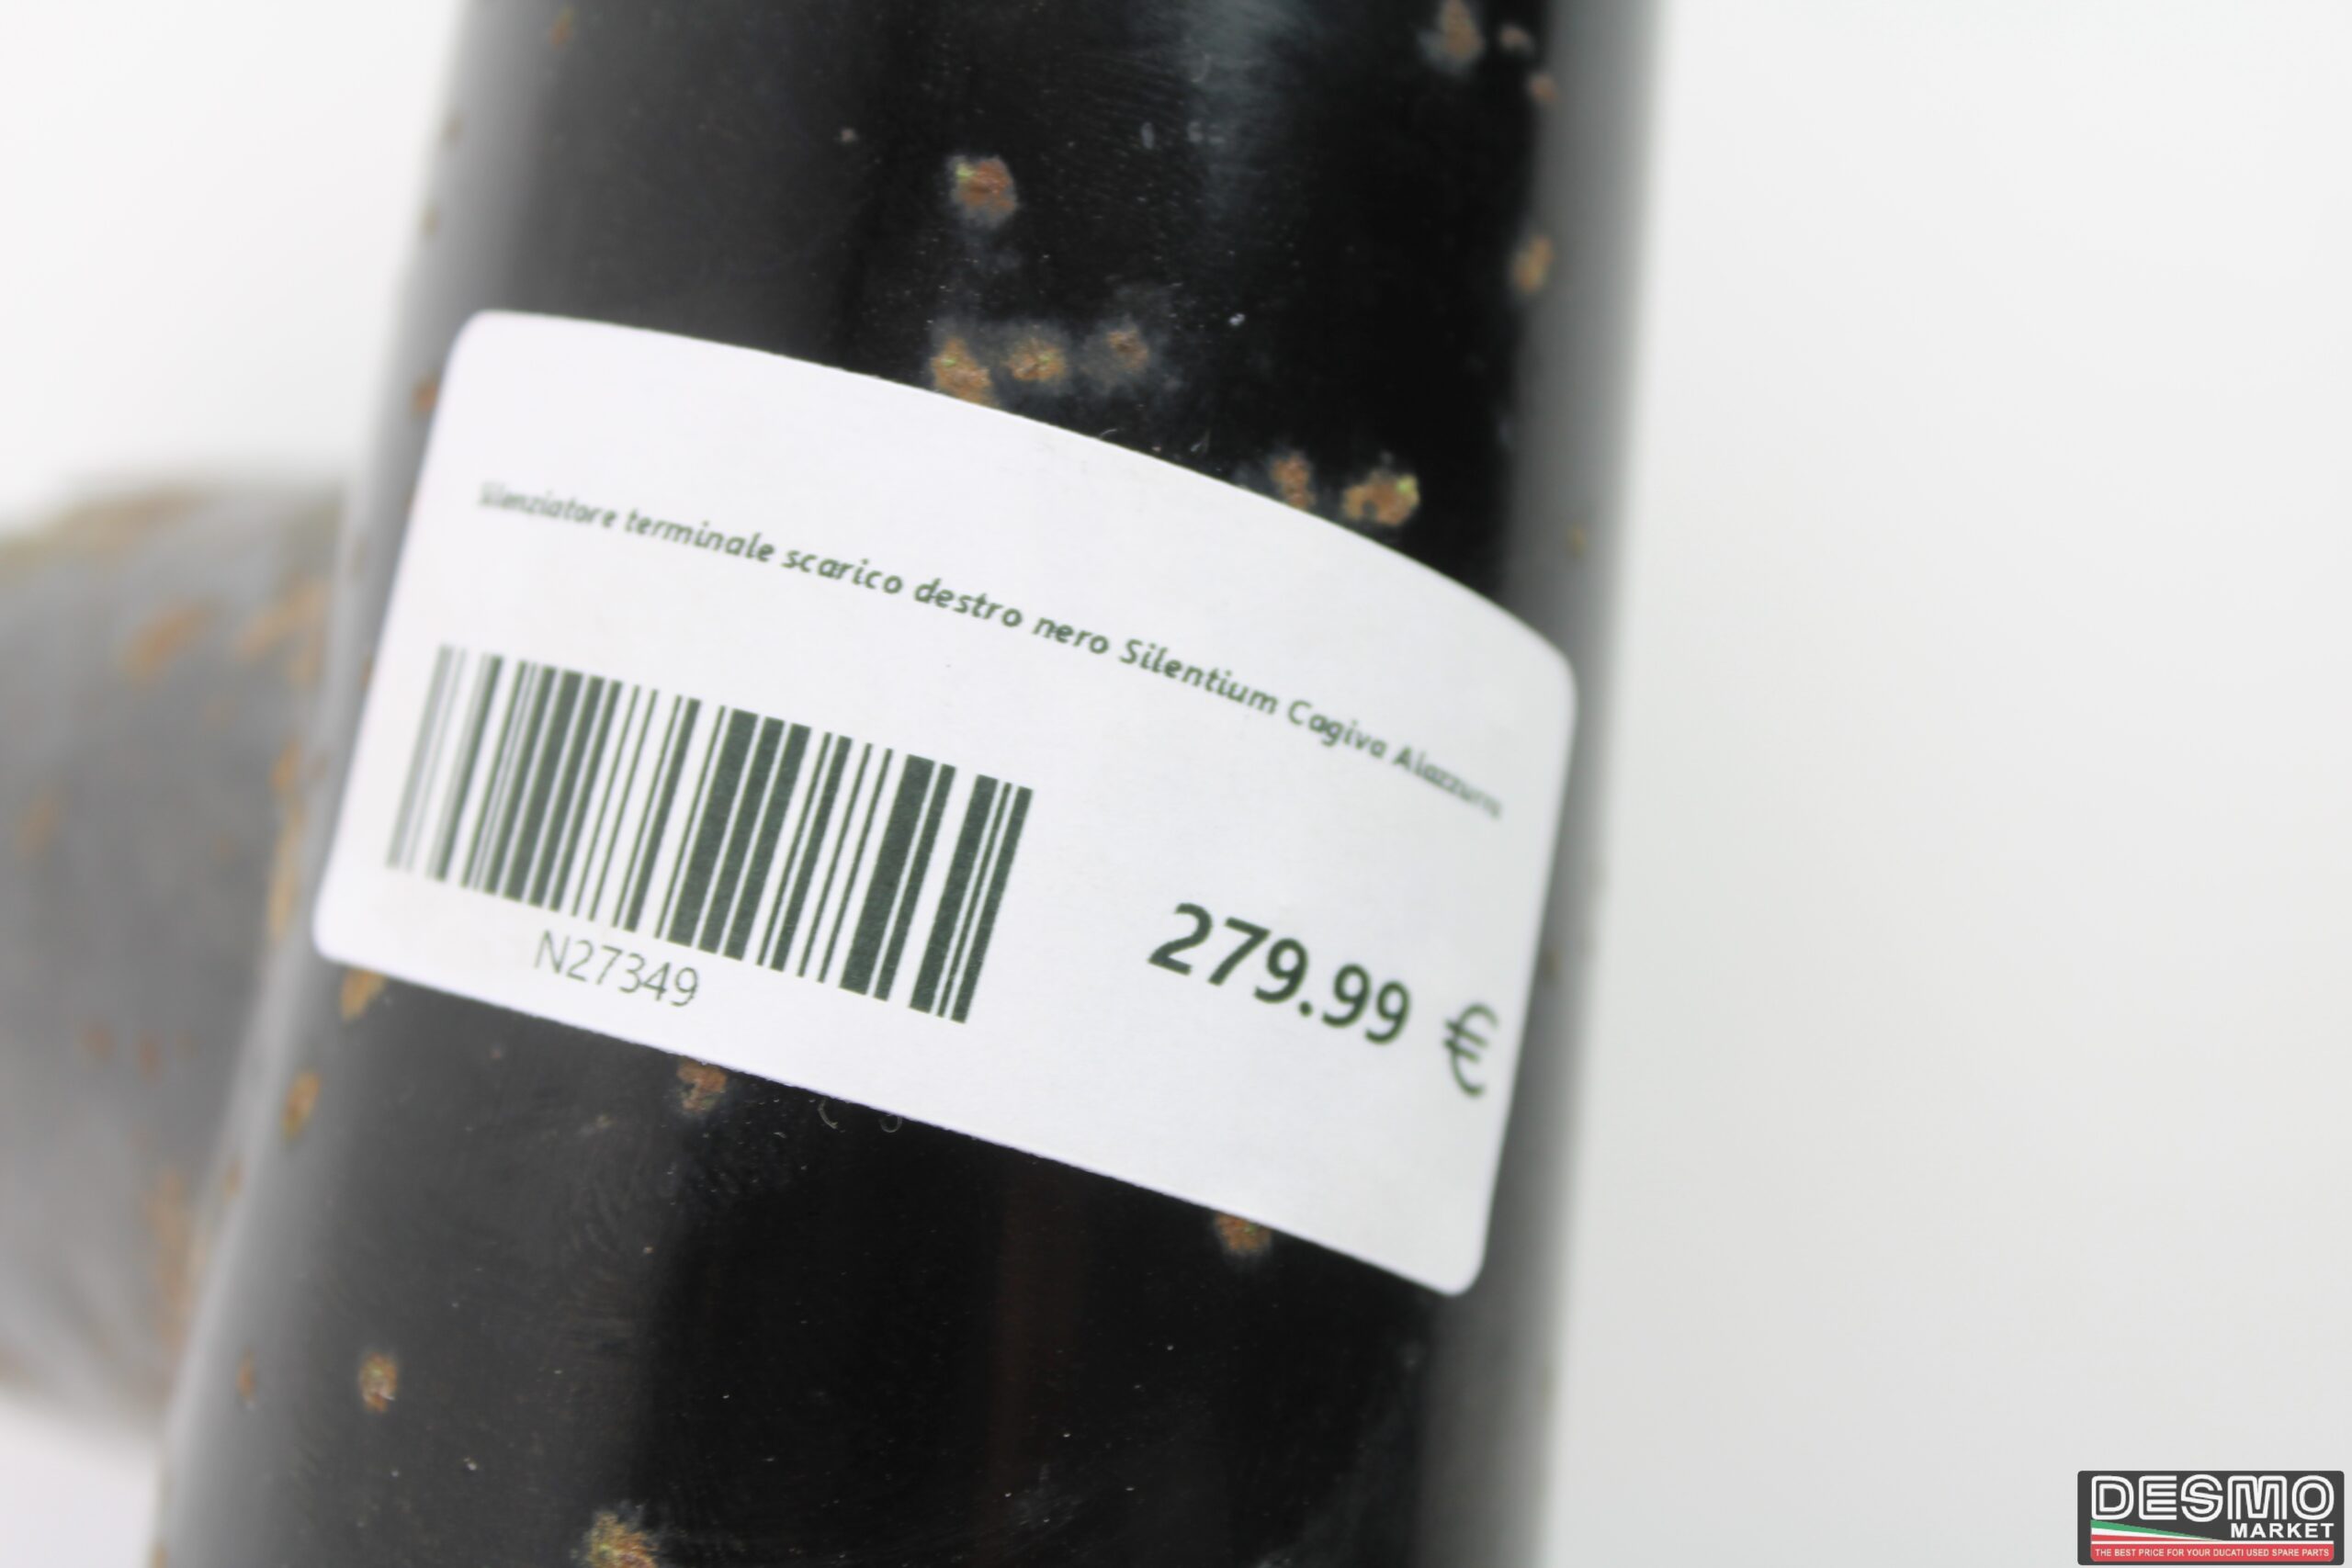 Silenziatore terminale scarico destro nero Silentium Cagiva Alazzurra
N27349
279.99 €
DESMO
MARKET
THE BEST PRICE FOR YOUR DUCATI USED SPARE PARTS